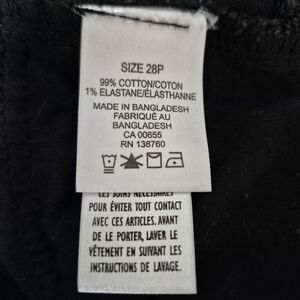 SIZE 28P
99% COTTON/COTON
1% ELASTANE/ÉLASTHANNE
MADE IN BANGLADESH
FABRIQUÉ AU
BANGLADESH
CA 00655
RN 138760
LES SOINS NÉCESSAIRES
POUR ÉVITER TOUT CONTACT
AVEC CES ARTICLES. AVANT
DE LE PORTER, LAVER LE
VÊTEMENT EN SUIVANT LES
INSTRUCTIONS DE LAVAGE.